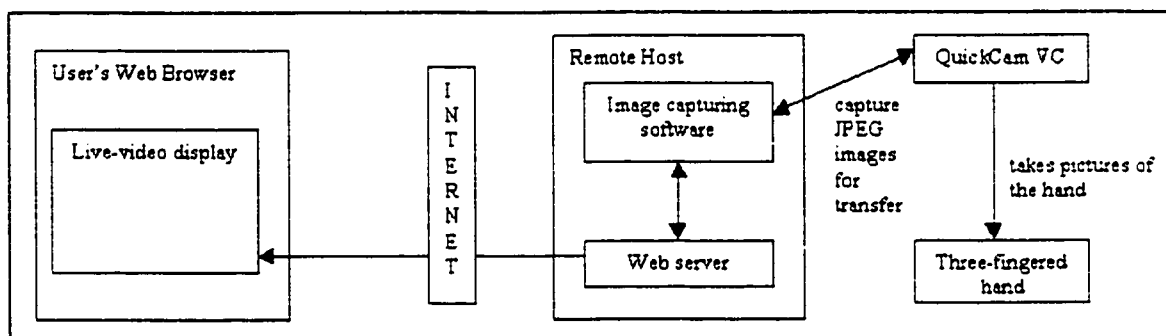 User's Web Browser
Live-video display
I
N
T
E
R
N
E
T
Remote Host
Image capturing
software
Web server
capture
JPEG
images
for
transfer
QuickCam VC
takes pictures of
the hand
Three-fingered
hand